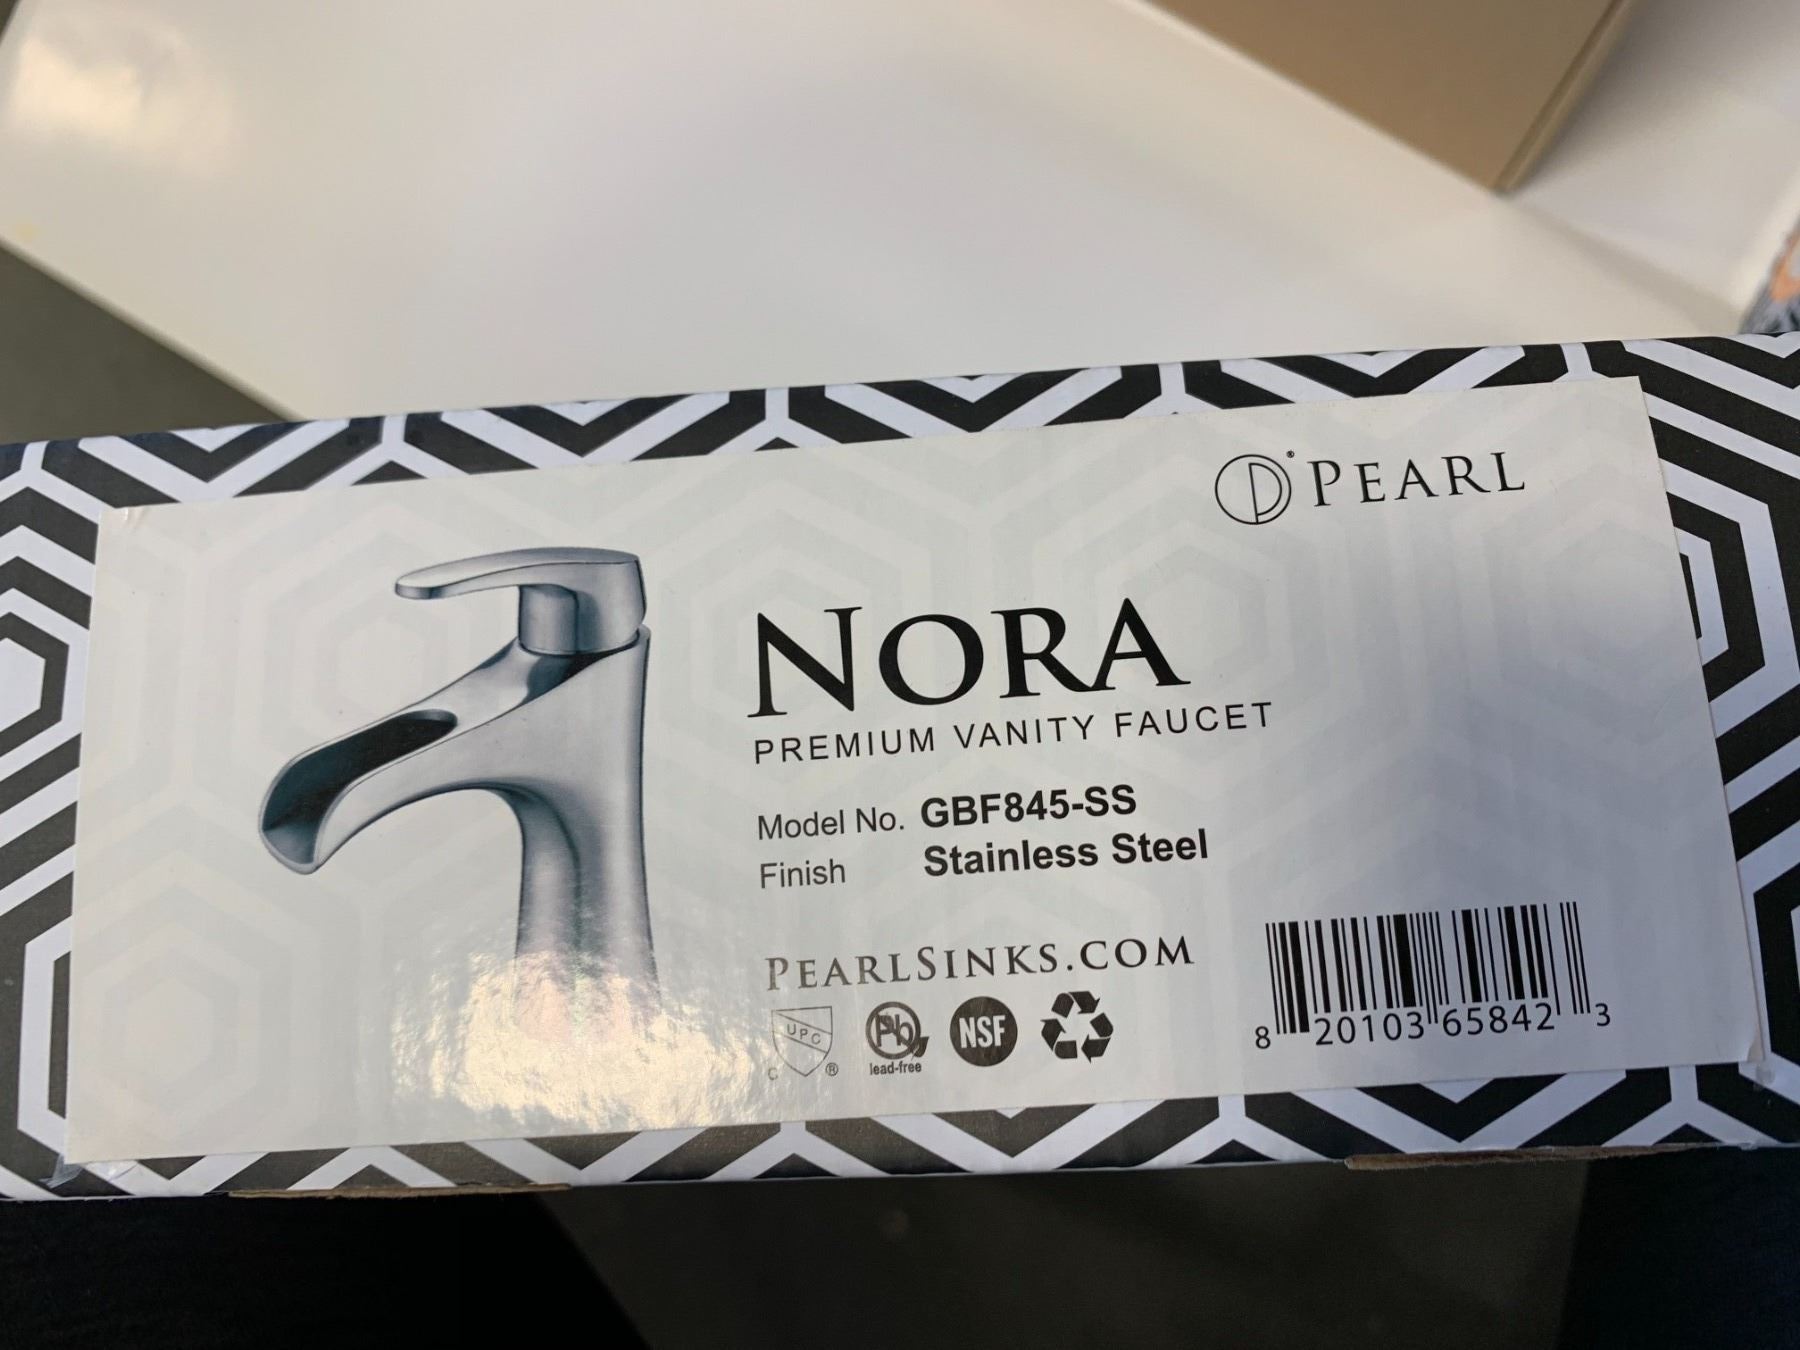 PEARL
NORA
PREMIUM VANITY FAUCET
Model No. GBF845-SS
Finish Stainless Steel
PEARLSINKS.COM
UPC
C ®
Pb
lead-free
NSF
8 20103 65842 3